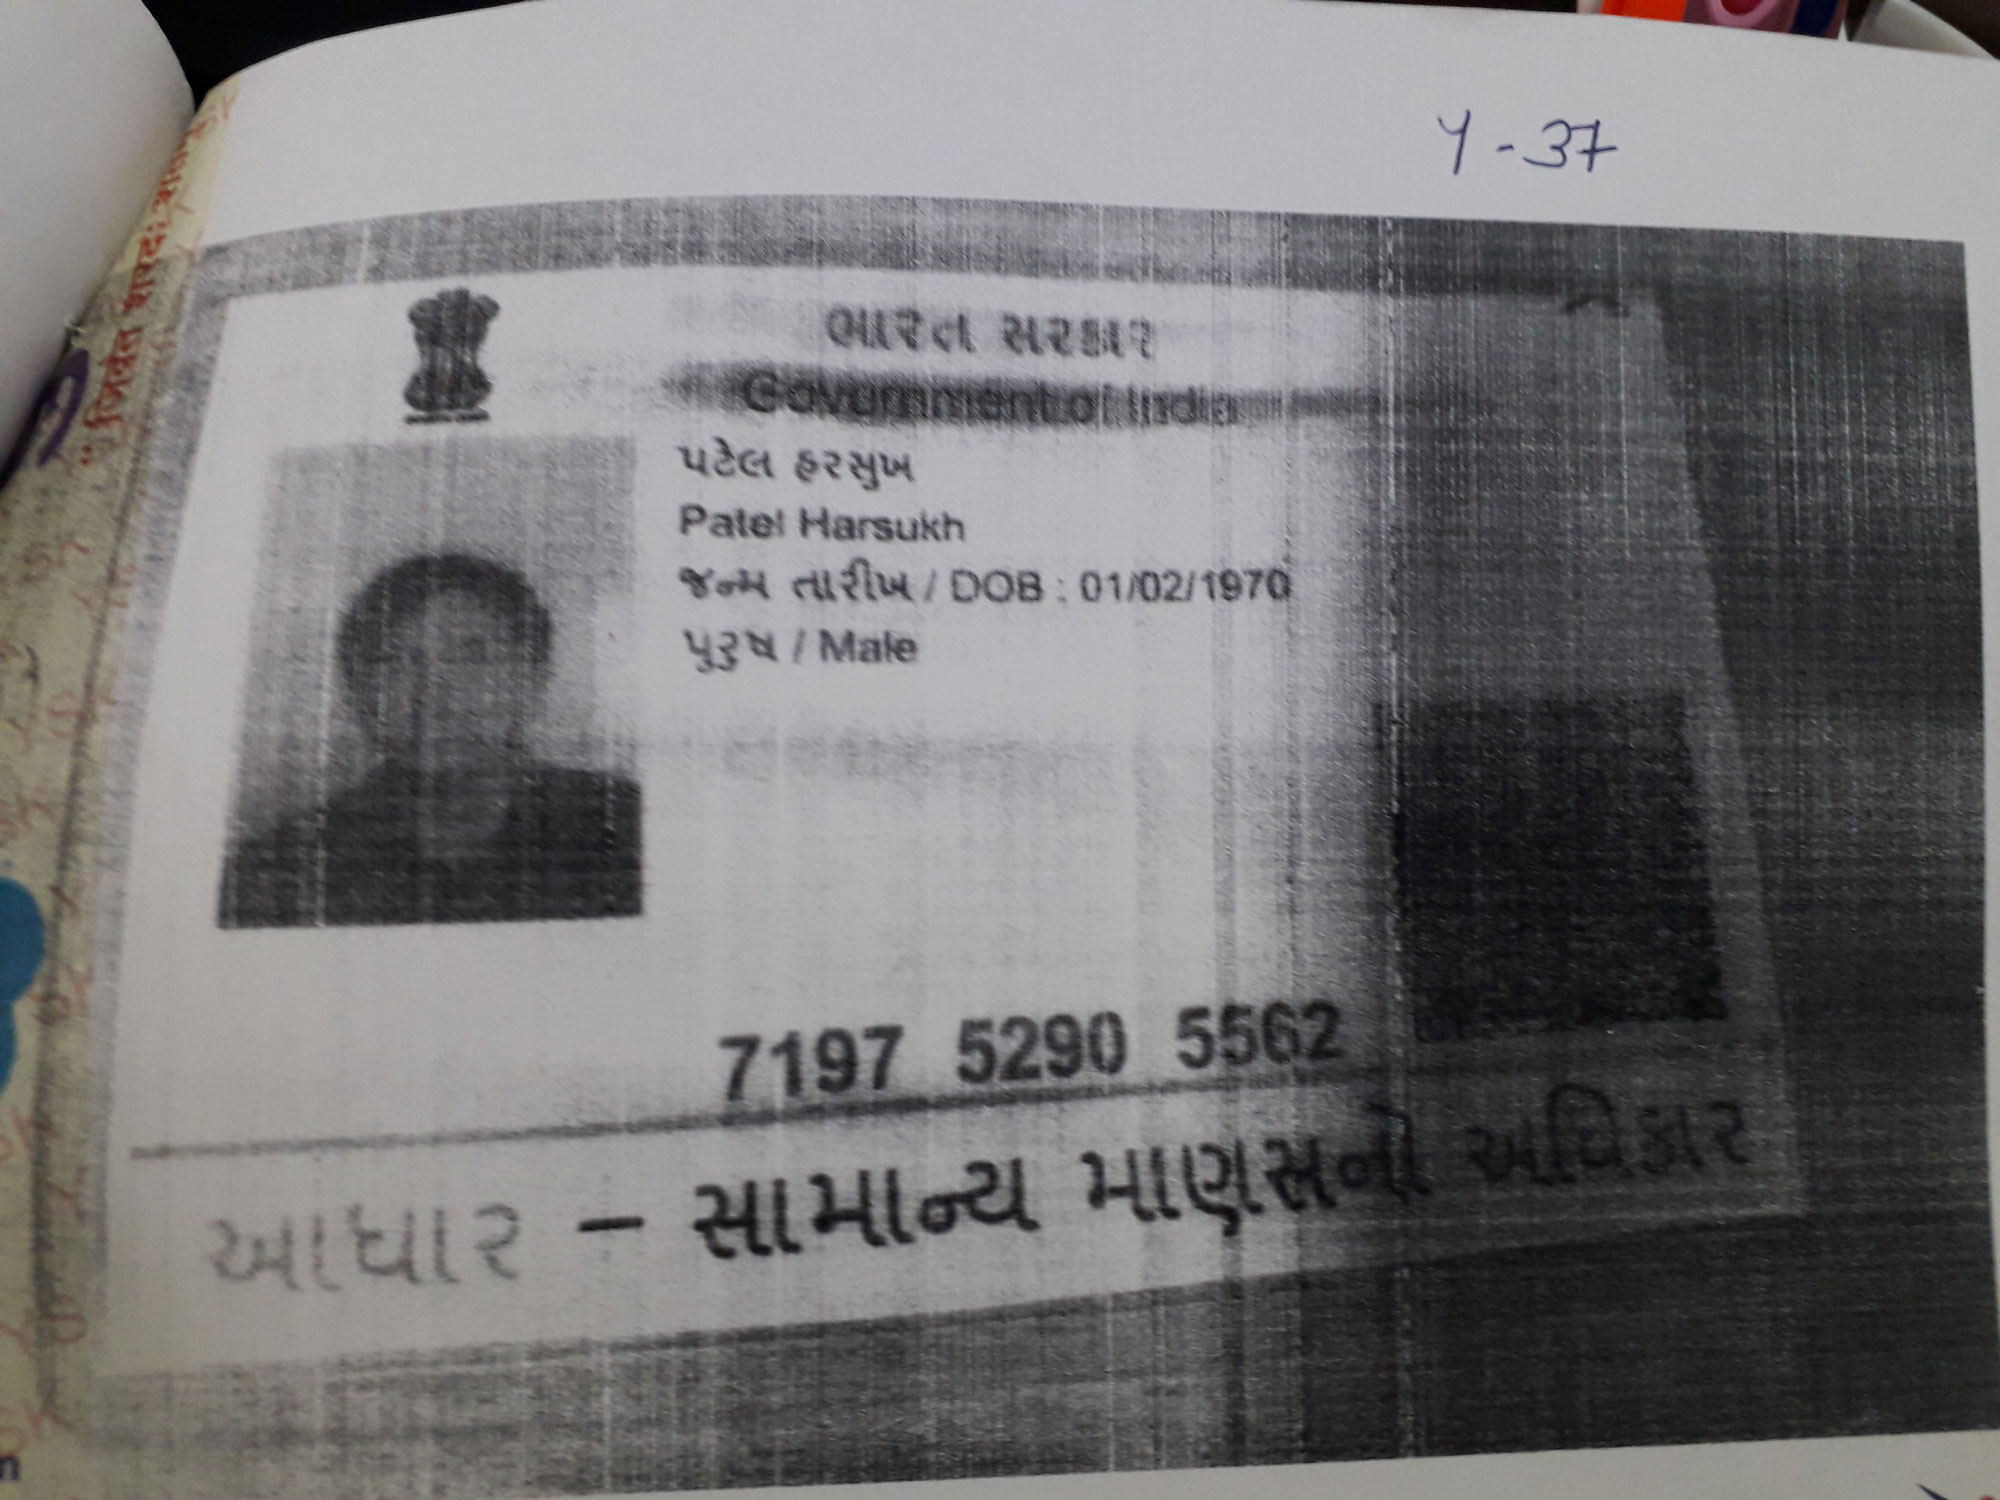 Y-37
ભારત સરકાર
Government of India
પટેલ હરસુખ
Patel Harsukh
જન્મ તારીખ / DOB : 01/02/1970
પુરુષ / Male
7197 5290 5562
આધાર – સામાન્ય માણસનો અધિકાર
"जिवेत शरदः